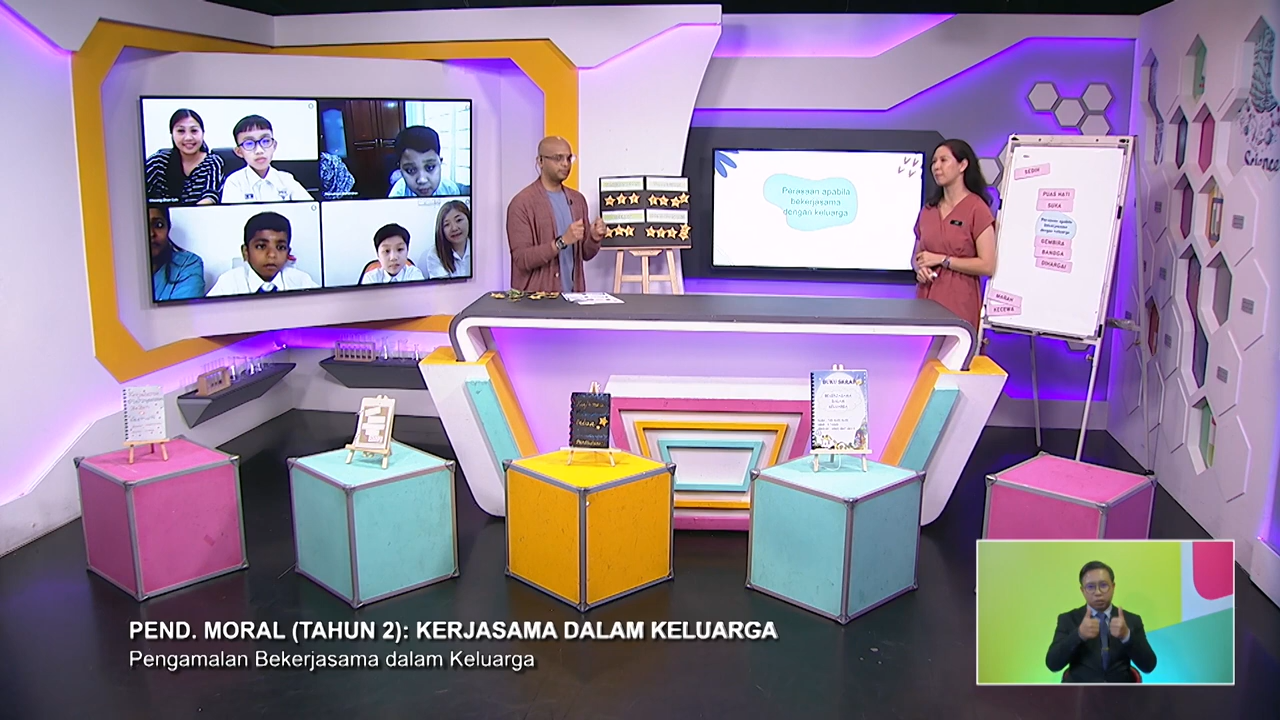 Perasaan apabila
bekerjasama
dengan keluarga
SEDIH
PUAS HATI
SUKA
Perasaan apabila
bekerjasama
dengan keluarga
GEMBIRA
BANGGA
DIHARGAI
MARAH
KECEWA
Science
BUKU SKRAP
PEND. MORAL (TAHUN 2): KERJASAMA DALAM KELUARGA
Pengamalan Bekerjasama dalam Keluarga